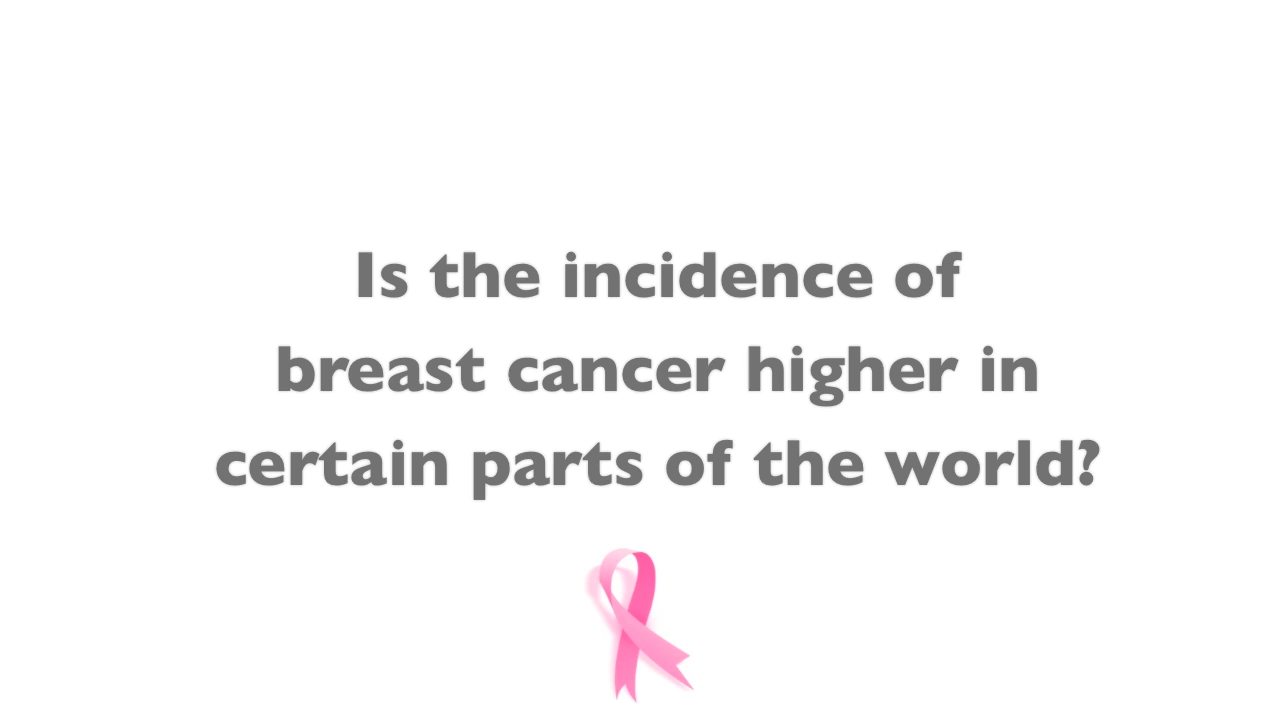 Is the incidence of
breast cancer higher in
certain parts of the world?